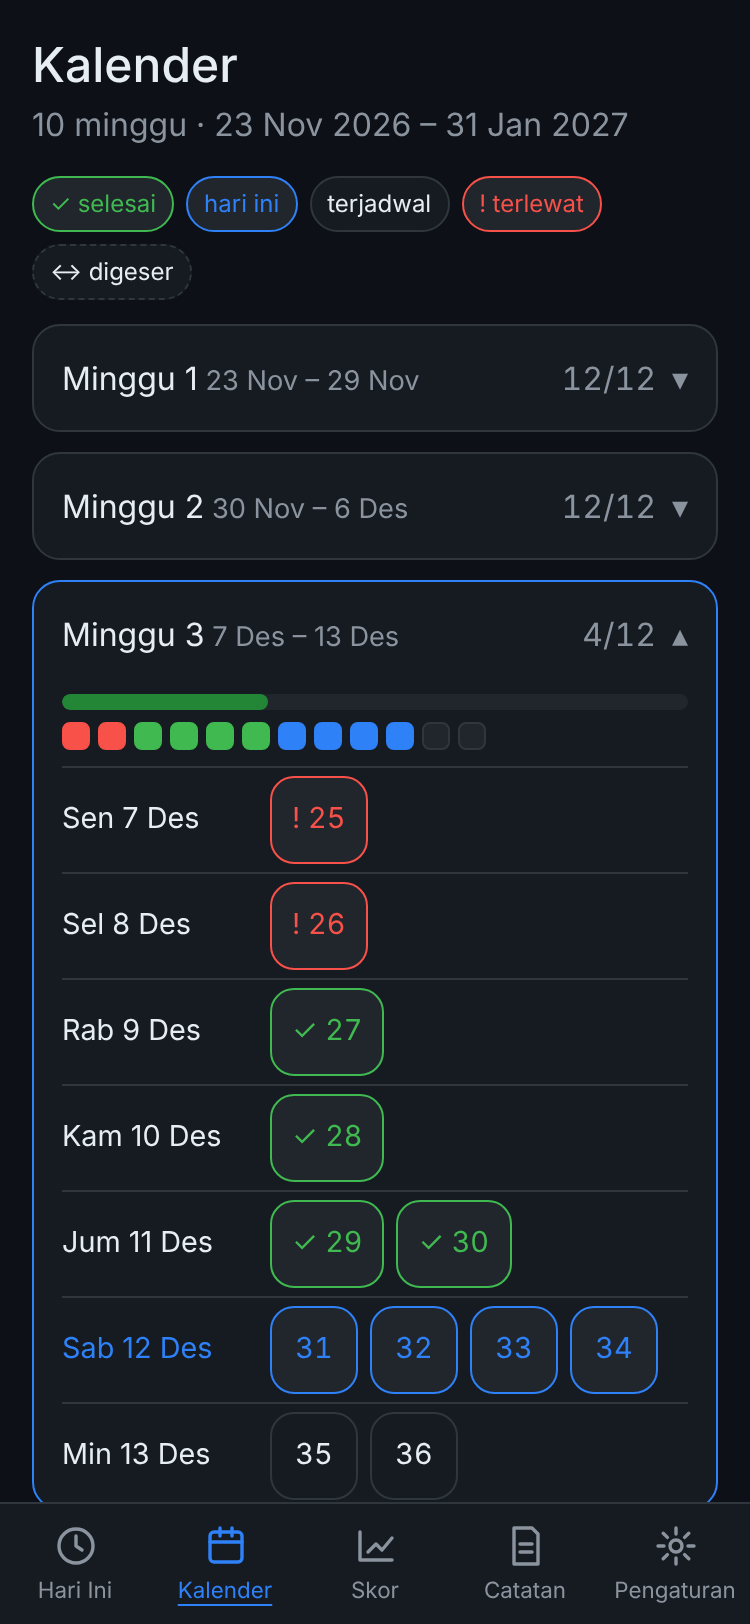 Kalender
10 minggu · 23 Nov 2026 – 31 Jan 2027
✓ selesai hari ini terjadwal ! terlewat
↔ digeser
Minggu 1 23 Nov – 29 Nov 12/12 ▼
Minggu 2 30 Nov – 6 Des 12/12 ▼
Minggu 3 7 Des – 13 Des 4/12 ▲
Sen 7 Des ! 25
Sel 8 Des ! 26
Rab 9 Des ✓ 27
Kam 10 Des ✓ 28
Jum 11 Des ✓ 29 ✓ 30
Sab 12 Des 31 32 33 34
Min 13 Des 35 36
Hari Ini Kalender Skor Catatan Pengaturan